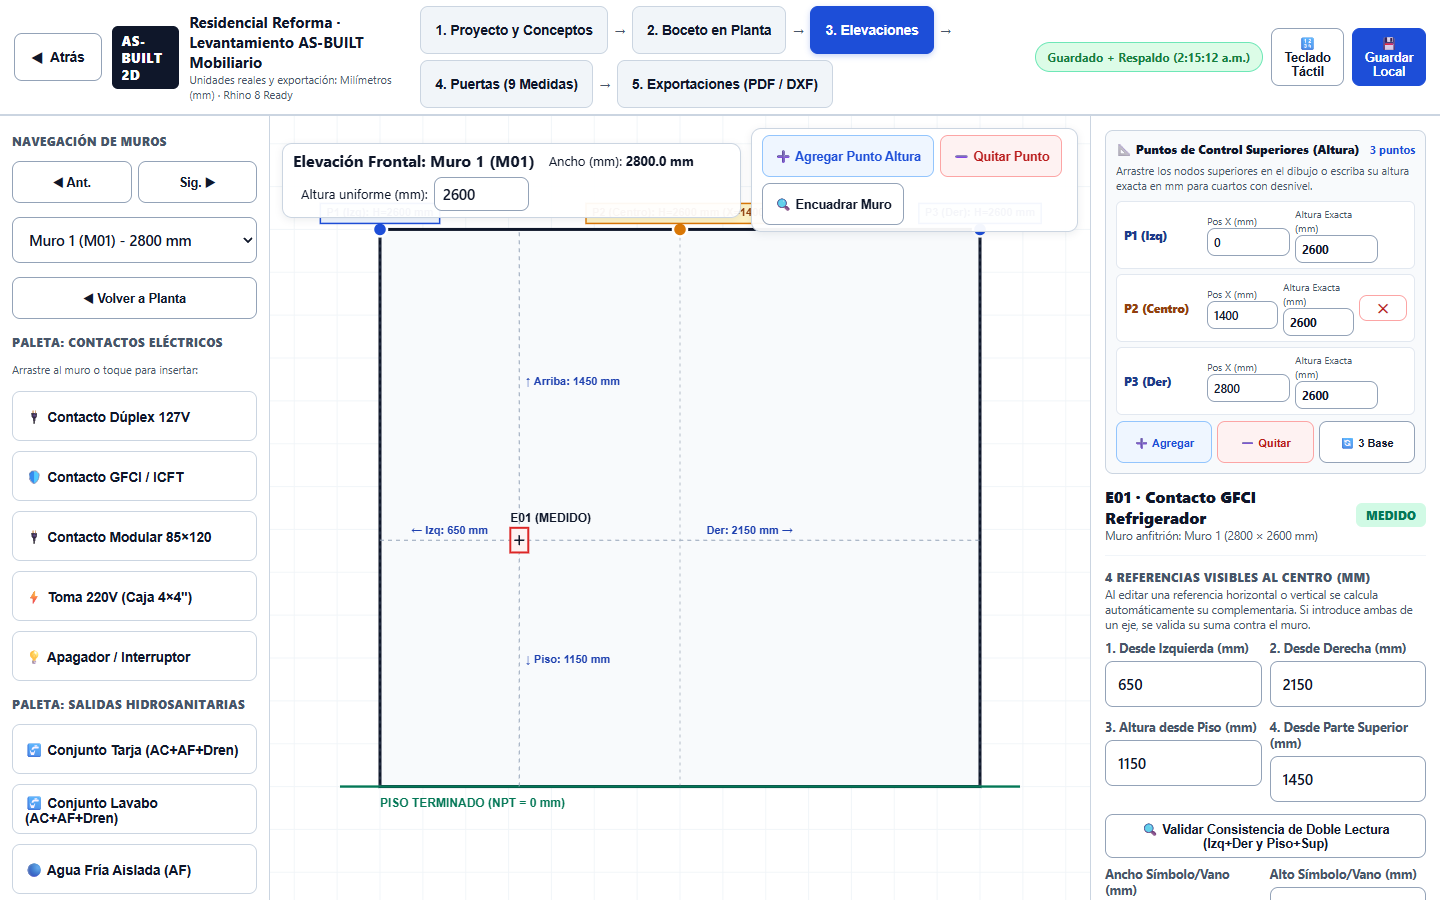 ◀ Atrás
AS-
BUILT
2D
Residencial Reforma ·
Levantamiento AS-BUILT
Mobiliario
Unidades reales y exportación: Milímetros
(mm) · Rhino 8 Ready
1. Proyecto y Conceptos → 2. Boceto en Planta → 3. Elevaciones →
4. Puertas (9 Medidas) → 5. Exportaciones (PDF / DXF)
Guardado + Respaldo (2:15:12 a.m.)
Teclado
Táctil
Guardar
Local
NAVEGACIÓN DE MUROS
◀ Ant.
Sig. ▶
Muro 1 (M01) - 2800 mm
◀ Volver a Planta
PALETA: CONTACTOS ELÉCTRICOS
Arrastre al muro o toque para insertar:
Contacto Dúplex 127V
Contacto GFCI / ICFT
Contacto Modular 85×120
Toma 220V (Caja 4×4")
Apagador / Interruptor
PALETA: SALIDAS HIDROSANITARIAS
Conjunto Tarja (AC+AF+Dren)
Conjunto Lavabo
(AC+AF+Dren)
Agua Fría Aislada (AF)
Elevación Frontal: Muro 1 (M01) Ancho (mm): 2800.0 mm
Altura uniforme (mm): 2600
+ Agregar Punto Altura
− Quitar Punto
Encuadrar Muro
↑ Arriba: 1450 mm
E01 (MEDIDO)
← Izq: 650 mm
Der: 2150 mm →
↓ Piso: 1150 mm
PISO TERMINADO (NPT = 0 mm)
Puntos de Control Superiores (Altura) 3 puntos
Arrastre los nodos superiores en el dibujo o escriba su altura
exacta en mm para cuartos con desnivel.
P1 (Izq)
Pos X (mm)
0
Altura Exacta
(mm)
2600
P2 (Centro)
Pos X (mm)
1400
Altura Exacta
(mm)
2600
P3 (Der)
Pos X (mm)
2800
Altura Exacta
(mm)
2600
+ Agregar
− Quitar
3 Base
E01 · Contacto GFCI
Refrigerador
MEDIDO
Muro anfitrión: Muro 1 (2800 × 2600 mm)
4 REFERENCIAS VISIBLES AL CENTRO (MM)
Al editar una referencia horizontal o vertical se calcula
automáticamente su complementaria. Si introduce ambas de
un eje, se valida su suma contra el muro.
1. Desde Izquierda (mm)
650
2. Desde Derecha (mm)
2150
3. Altura desde Piso (mm)
1150
4. Desde Parte Superior
(mm)
1450
Validar Consistencia de Doble Lectura
(Izq+Der y Piso+Sup)
Ancho Símbolo/Vano
(mm)
Alto Símbolo/Vano (mm)